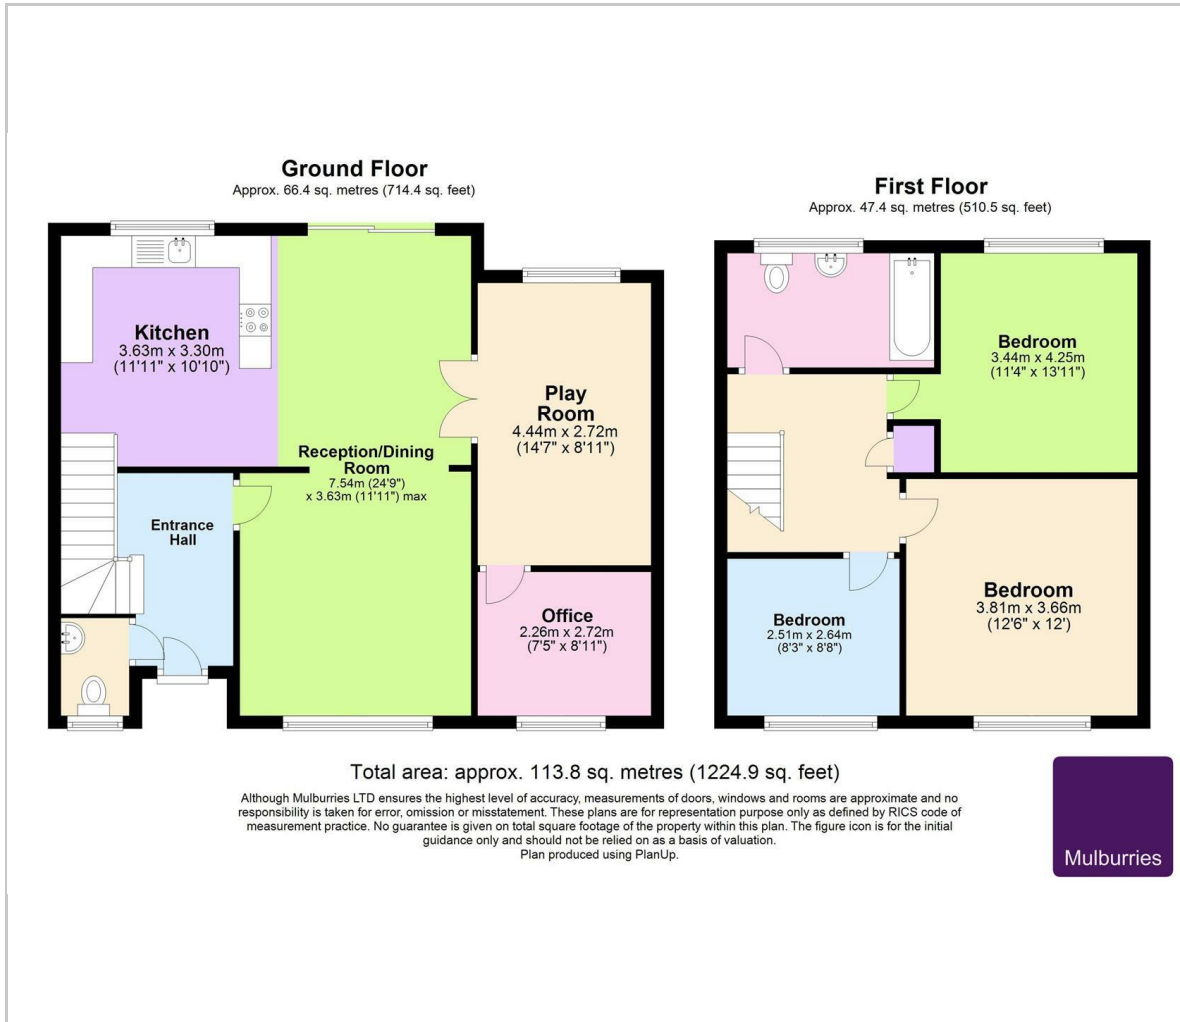 Ground Floor
Approx. 66.4 sq. metres (714.4 sq. feet)
Kitchen
3.63m x 3.30m
(11'11" x 10'10")
Reception/Dining
Room
7.54m (24'9")
x 3.63m (11'11") max
Play
Room
4.44m x 2.72m
(14'7" x 8'11")
Entrance
Hall
Office
2.26m x 2.72m
(7'5" x 8'11")
First Floor
Approx. 47.4 sq. metres (510.5 sq. feet)
Bedroom
3.44m x 4.25m
(11'4" x 13'11")
Bedroom
3.81m x 3.66m
(12'6" x 12')
Bedroom
2.51m x 2.64m
(8'3" x 8'8")
Total area: approx. 113.8 sq. metres (1224.9 sq. feet)
Although Mulburries LTD ensures the highest level of accuracy, measurements of doors, windows and rooms are approximate and no
responsibility is taken for error, omission or misstatement. These plans are for representation purpose only as defined by RICS code of
measurement practice. No guarantee is given on total square footage of the property within this plan. The figure icon is for the initial
guidance only and should not be relied on as a basis of valuation.
Plan produced using PlanUp.
Mulburries